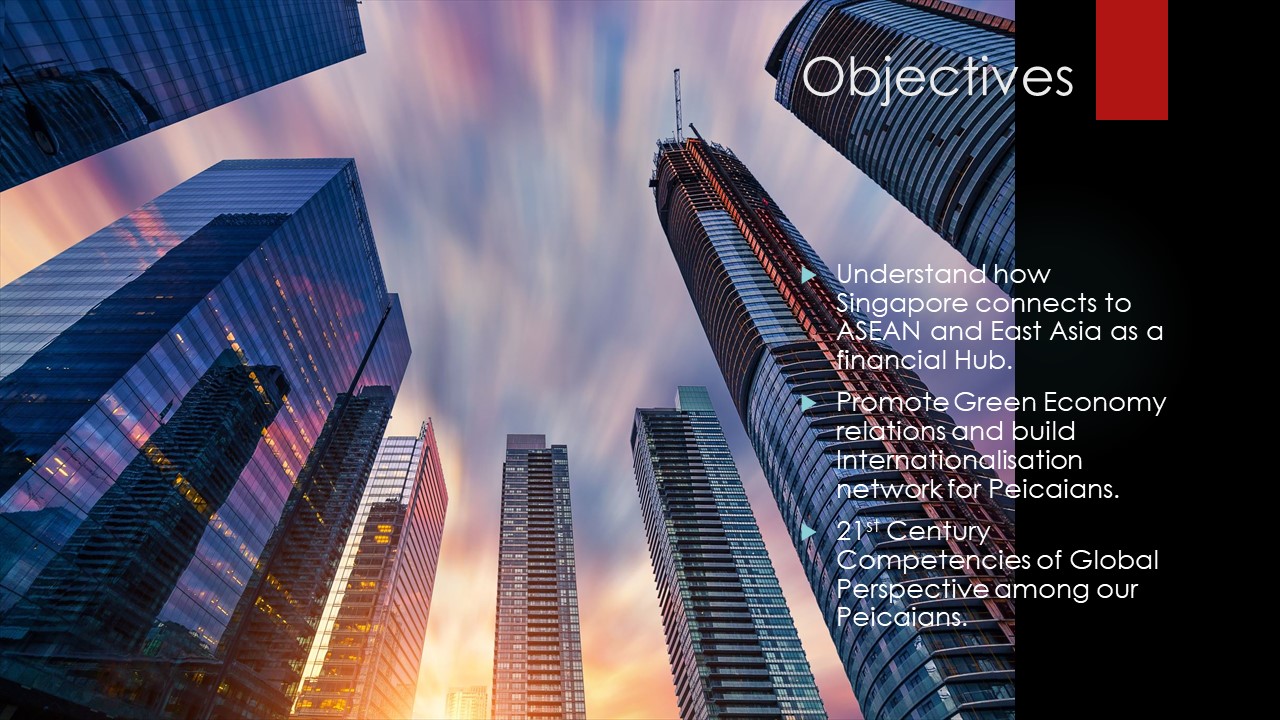 Objectives
Understand how
Singapore connects to
ASEAN and East Asia as a
financial Hub.
Promote Green Economy
relations and build
Internationalisation
network for Peicaians.
21st Century
Competencies of Global
Perspective among our
Peicaians.